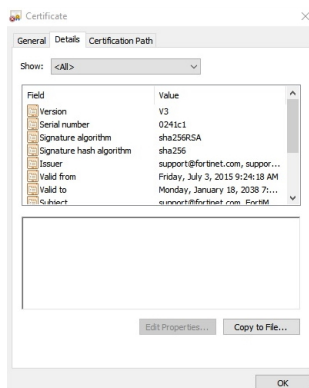 Certificate
General Details Certification Path
Show: <All>
Field Value
Version V3
Serial number 0241c1
Signature algorithm sha256RSA
Signature hash algorithm sha256
Issuer support@fortinet.com, suppor...
Valid from Friday, July 3, 2015 9:24:18 AM
Valid to Monday, January 18, 2038 7:...
Subject support@fortinet.com, FortiM
Edit Properties... Copy to File...
OK